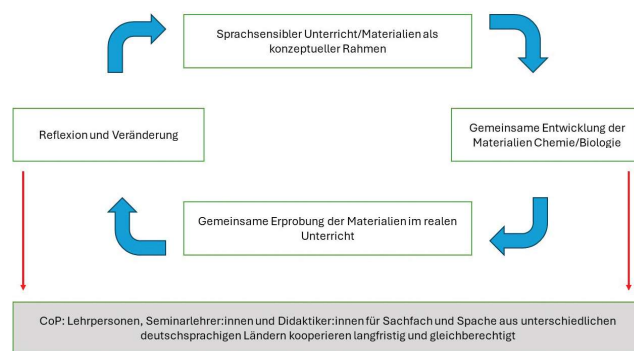 Sprachsensibler Unterricht/Materialien als
konzeptueller Rahmen
Reflexion und Veränderung
Gemeinsame Entwicklung der
Materialien Chemie/Biologie
Gemeinsame Erprobung der Materialien im realen
Unterricht
CoP: Lehrpersonen, Seminarlehrer:innen und Didaktiker:innen für Sachfach und Spache aus unterschiedlichen
deutschsprachigen Ländern kooperieren langfristig und gleichberechtigt